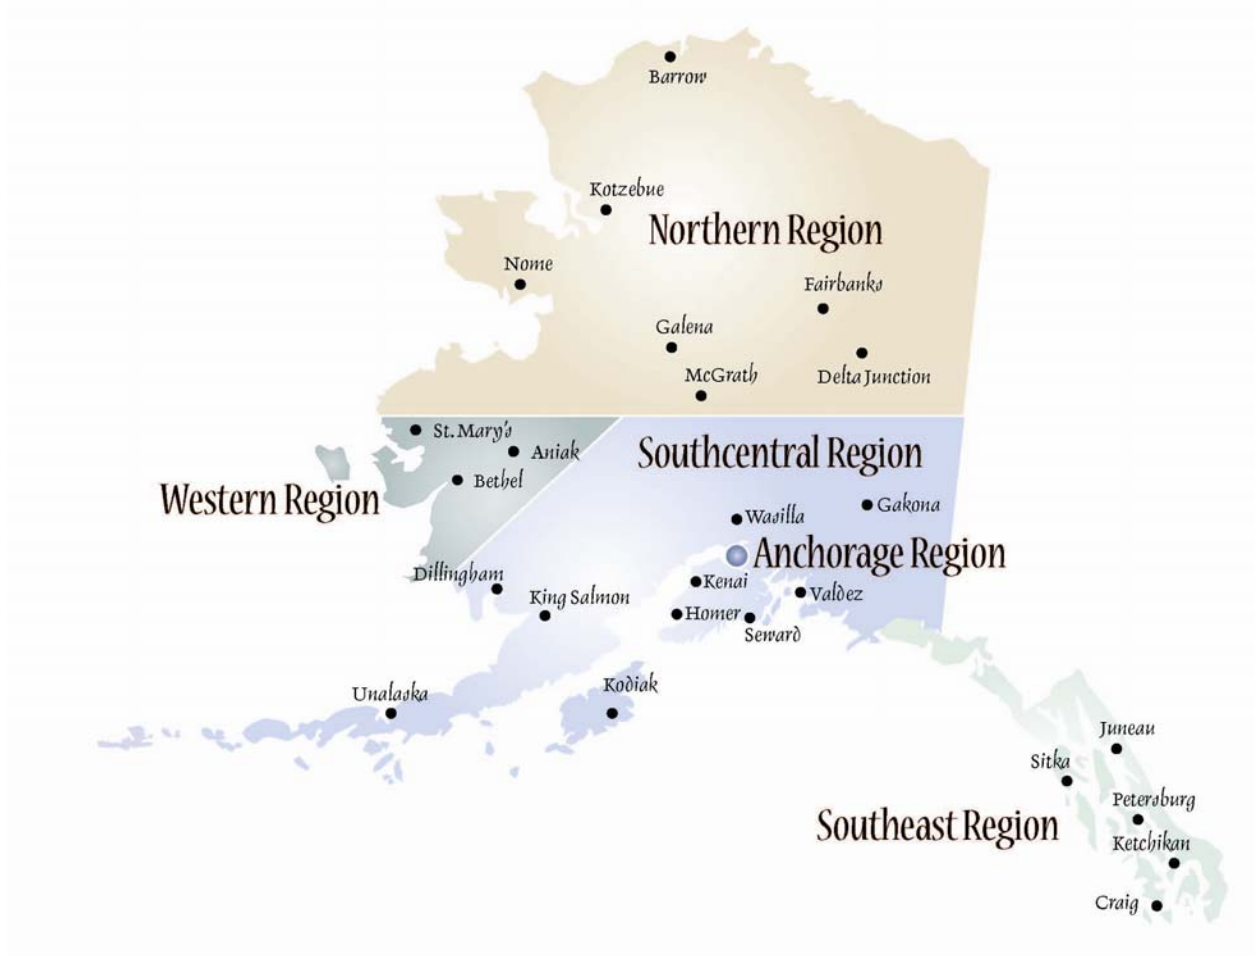 Barrow
Kotzebue
Northern Region
Nome
Fairbanks
Galena
McGrath
Delta Junction
St. Mary's
Aniak
Southcentral Region
Bethel
Western Region
Gakona
Wasilla
Anchorage Region
Dillingham
Kenai
King Salmon
Valdez
Homer
Seward
Unalaska
Kodiak
Juneau
Sitka
Petersburg
Southeast Region
Ketchikan
Craig